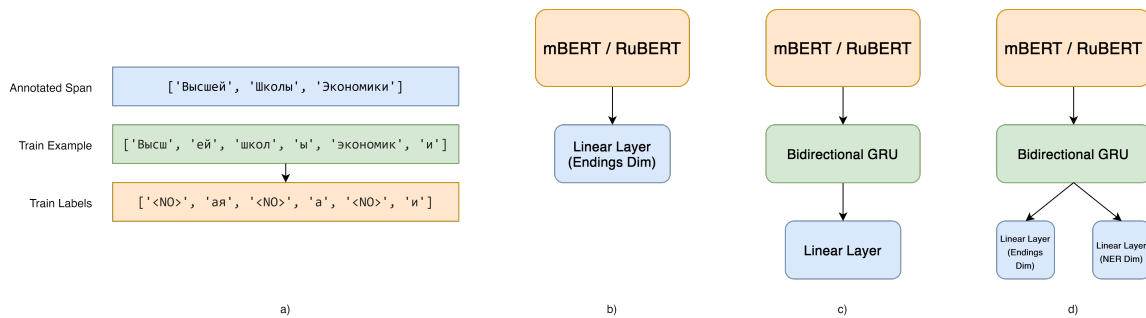 Annotated Span
['Высшей', 'Школы', 'Экономики']
Train Example
['Высш', 'ей', 'школ', 'ы', 'экономик', 'и']
Train Labels
['<NO>', 'ая', '<NO>', 'а', '<NO>', 'и']
a)
mBERT / RuBERT
Linear Layer
(Endings Dim)
b)
mBERT / RuBERT
Bidirectional GRU
Linear Layer
c)
mBERT / RuBERT
Bidirectional GRU
Linear Layer
(Endings
Dim)
Linear Layer
(NER Dim)
d)